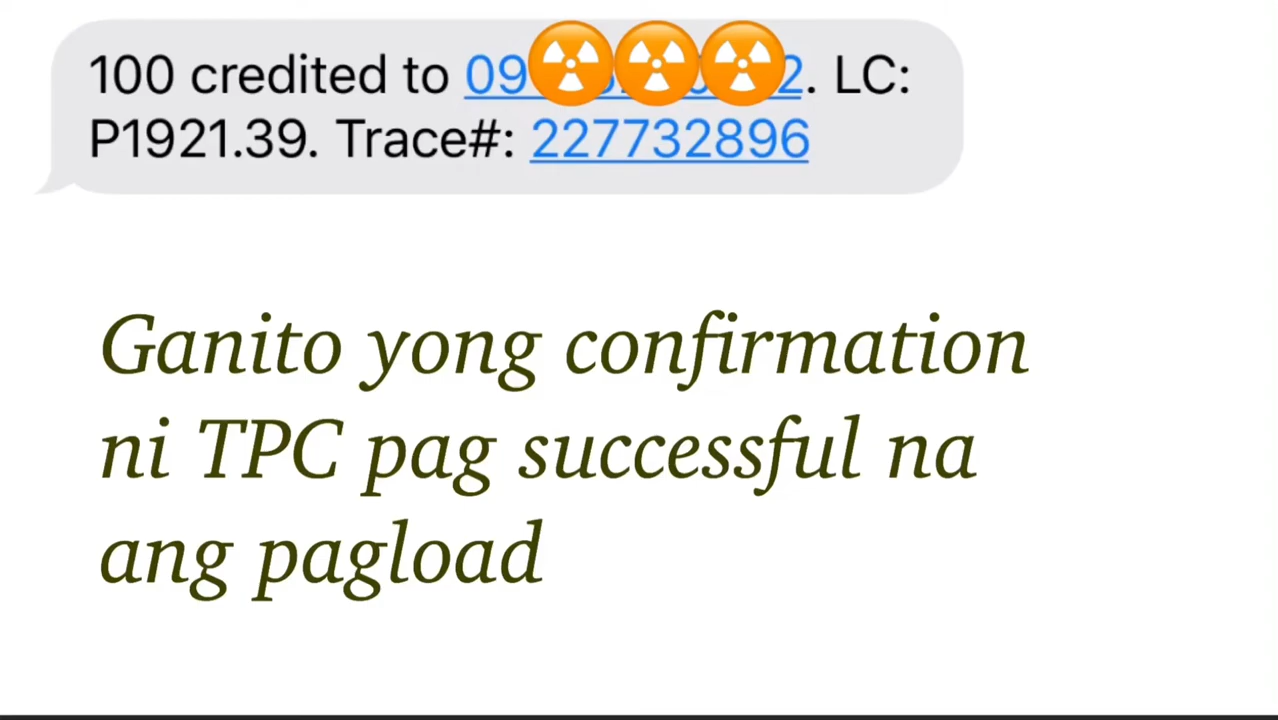 100 credited to 09 2. LC:
P1921.39. Trace#: 227732896
Ganito yong confirmation
ni TPC pag successful na
ang pagload